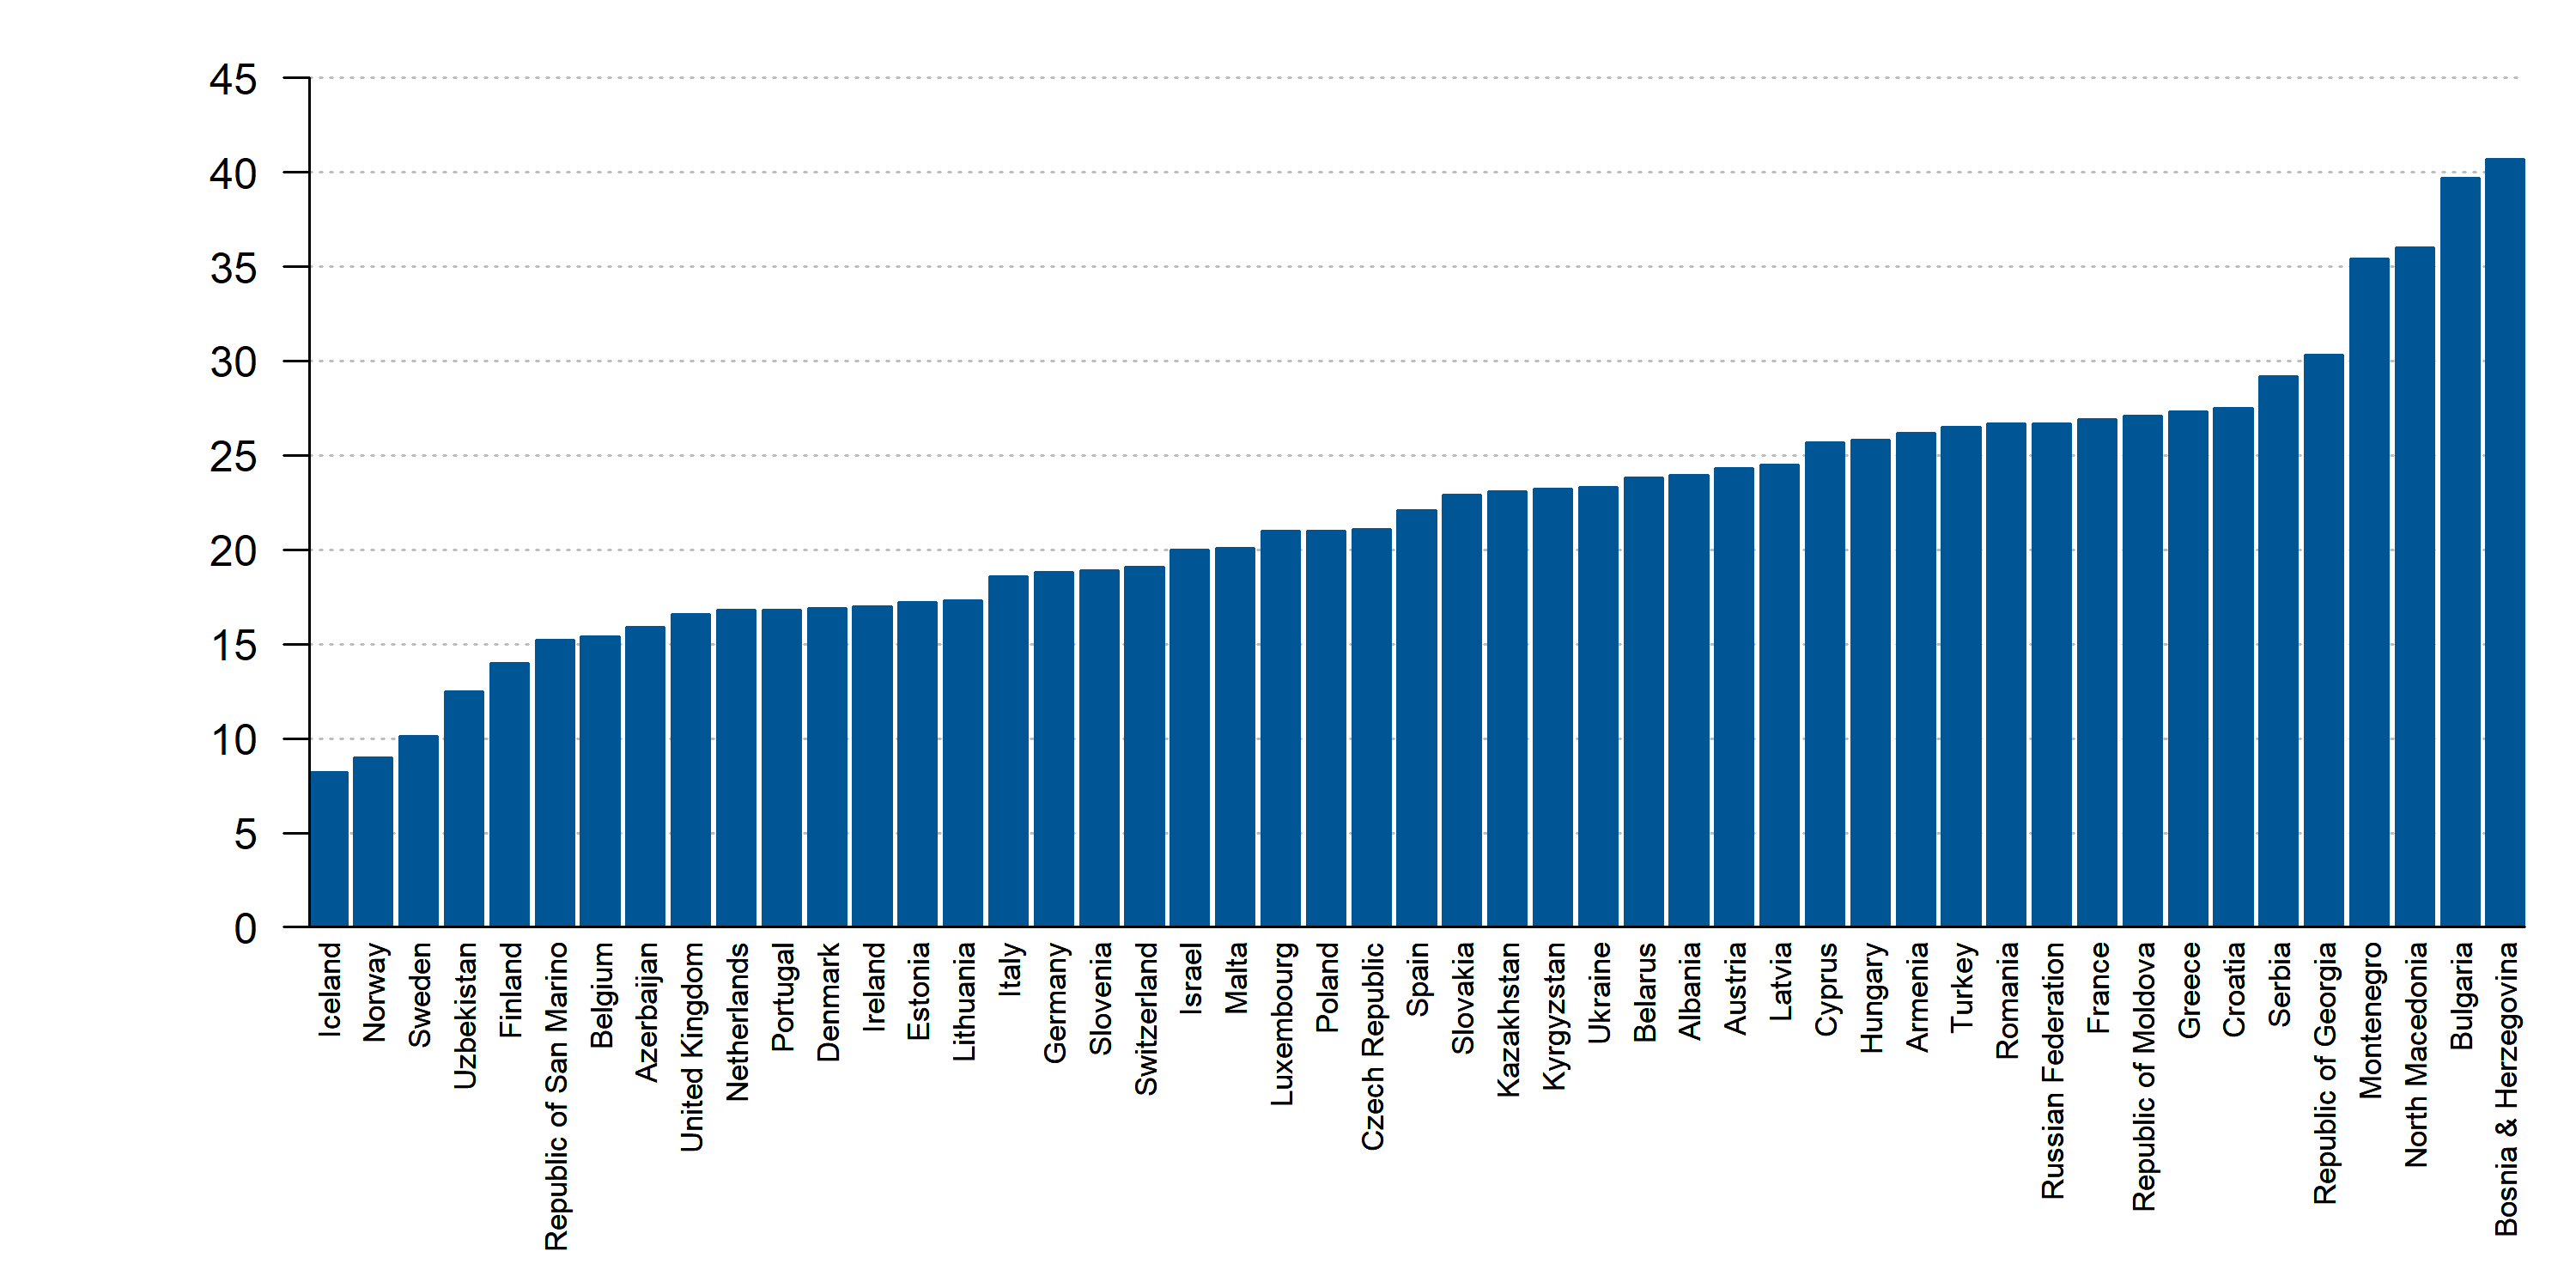 45
40
35
30
25
20
15
10
5
0
Iceland
Norway
Sweden
Uzbekistan
Finland
Republic of San Marino
Belgium
Azerbaijan
United Kingdom
Netherlands
Portugal
Denmark
Ireland
Estonia
Lithuania
Italy
Germany
Slovenia
Switzerland
Israel
Malta
Luxembourg
Poland
Czech Republic
Spain
Slovakia
Kazakhstan
Kyrgyzstan
Ukraine
Belarus
Albania
Austria
Latvia
Cyprus
Hungary
Armenia
Turkey
Romania
Russian Federation
France
Republic of Moldova
Greece
Croatia
Serbia
Republic of Georgia
Montenegro
North Macedonia
Bulgaria
Bosnia & Herzegovina